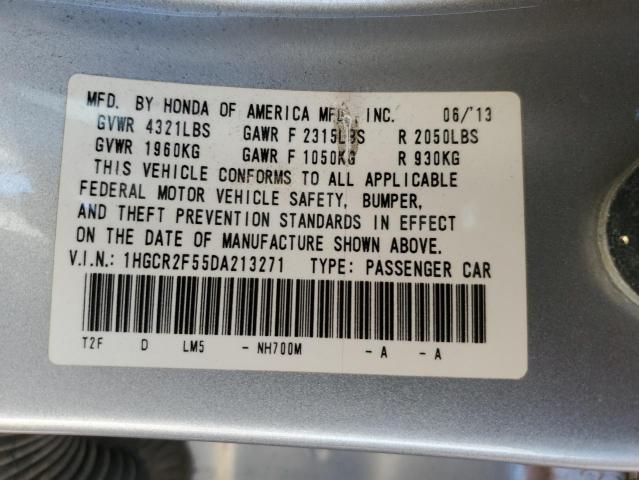 MFD. BY HONDA OF AMERICA MFG., INC. 06/'13
GVWR 4321LBS GAWR F 2315LBS R 2050LBS
GVWR 1960KG GAWR F 1050KG R 930KG
THIS VEHICLE CONFORMS TO ALL APPLICABLE
FEDERAL MOTOR VEHICLE SAFETY, BUMPER,
AND THEFT PREVENTION STANDARDS IN EFFECT
ON THE DATE OF MANUFACTURE SHOWN ABOVE.
V.I.N.: 1HGCR2F55DA213271 TYPE: PASSENGER CAR
T2F D LM5 - NH700M - A - A